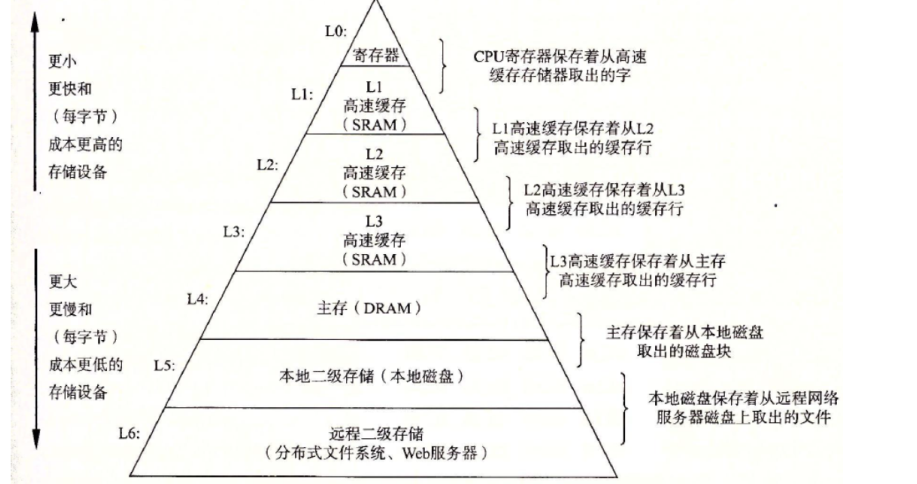 L0:
寄存器
CPU寄存器保存着从高速
缓存存储器取出的字
更小
更快和
（每字节）
成本更高的
存储设备
L1:
L1
高速缓存
（SRAM）
L1高速缓存保存着从L2
高速缓存取出的缓存行
L2:
L2
高速缓存
（SRAM）
L2高速缓存保存着从L3
高速缓存取出的缓存行
L3:
L3
高速缓存
（SRAM）
L3高速缓存保存着从主存
高速缓存取出的缓存行
更大
更慢和
（每字节）
成本更低的
存储设备
L4:
主存（DRAM）
主存保存着从本地磁盘
取出的磁盘块
L5:
本地二级存储（本地磁盘）
本地磁盘保存着从远程网络
服务器磁盘上取出的文件
L6:
远程二级存储
（分布式文件系统、Web服务器）